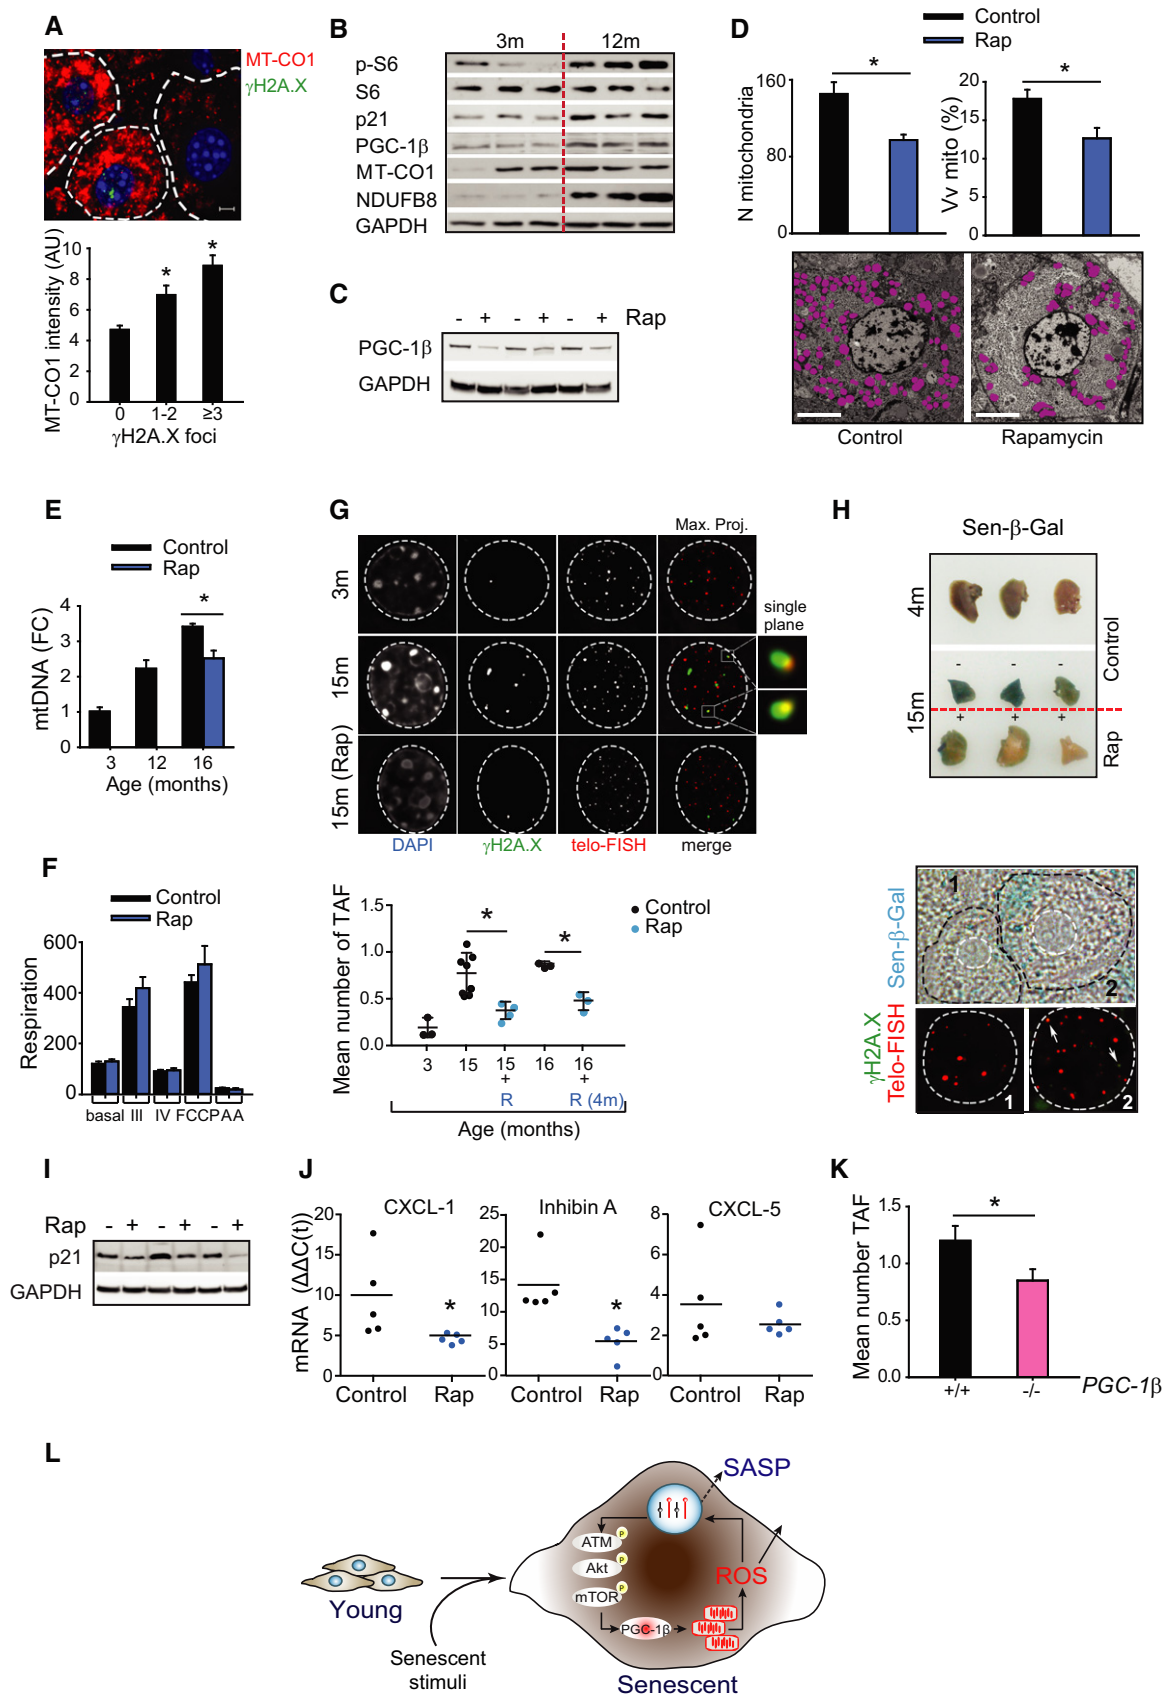 A
MT-CO1
γH2A.X
MT-CO1 intensity (AU)
10
8
6
4
2
0
*
*
0 1-2 ≥3
γH2A.X foci
B
3m 12m
p-S6
S6
p21
PGC-1β
MT-CO1
NDUFB8
GAPDH
C
- + - + - + Rap
PGC-1β
GAPDH
D
Control
Rap
N mitochondria
160
80
0
*
Vv mito (%)
20
15
10
5
0
*
Control Rapamycin
E
Control
Rap
mtDNA (FC)
4
3
2
1
0
*
3 12 16
Age (months)
F
Control
Rap
Respiration
600
400
200
0
basal III IV FCCP AA
G
Max. Proj.
3m
15m
15m (Rap)
single
plane
DAPI γH2A.X telo-FISH merge
Mean number of TAF
1.5
1.0
0.5
0.0
* *
Control
Rap
3 15 15 16 16
+ +
R R (4m)
Age (months)
H
Sen-β-Gal
4m
15m
Control
Rap
- - -
+ + +
Sen-β-Gal
1
2
γH2A.X
Telo-FISH
1
2
I
Rap - + - + - +
p21
GAPDH
J
mRNA (ΔΔC(t))
CXCL-1
20
15
10
5
0
*
Control Rap
Inhibin A
25
20
15
10
5
0
*
Control Rap
CXCL-5
8
6
4
2
0
Control Rap
K
Mean number TAF
1.5
1.0
0.5
0.0
*
+/+ -/- PGC-1β
L
Young
Senescent
stimuli
SASP
ATM
P
Akt
P
mTOR
P
PGC-1β
ROS
Senescent